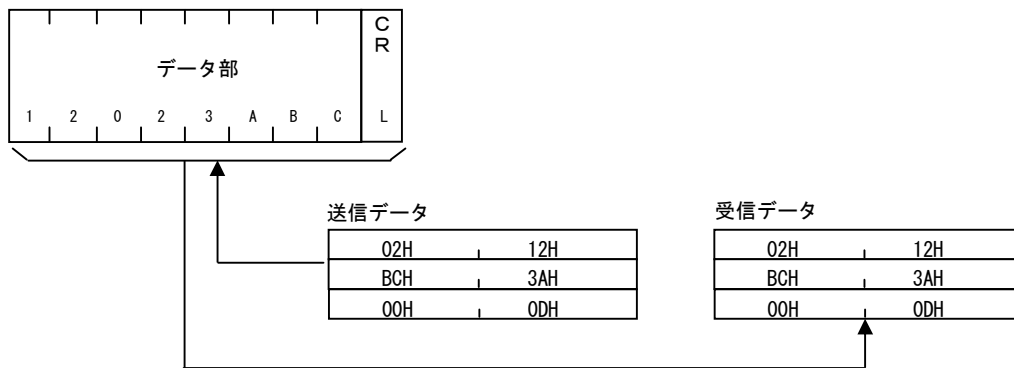 C
R
データ部
1 2 0 2 3 A B C L
送信データ
受信データ
02H 12H
02H 12H
BCH 3AH
BCH 3AH
00H 0DH
00H 0DH